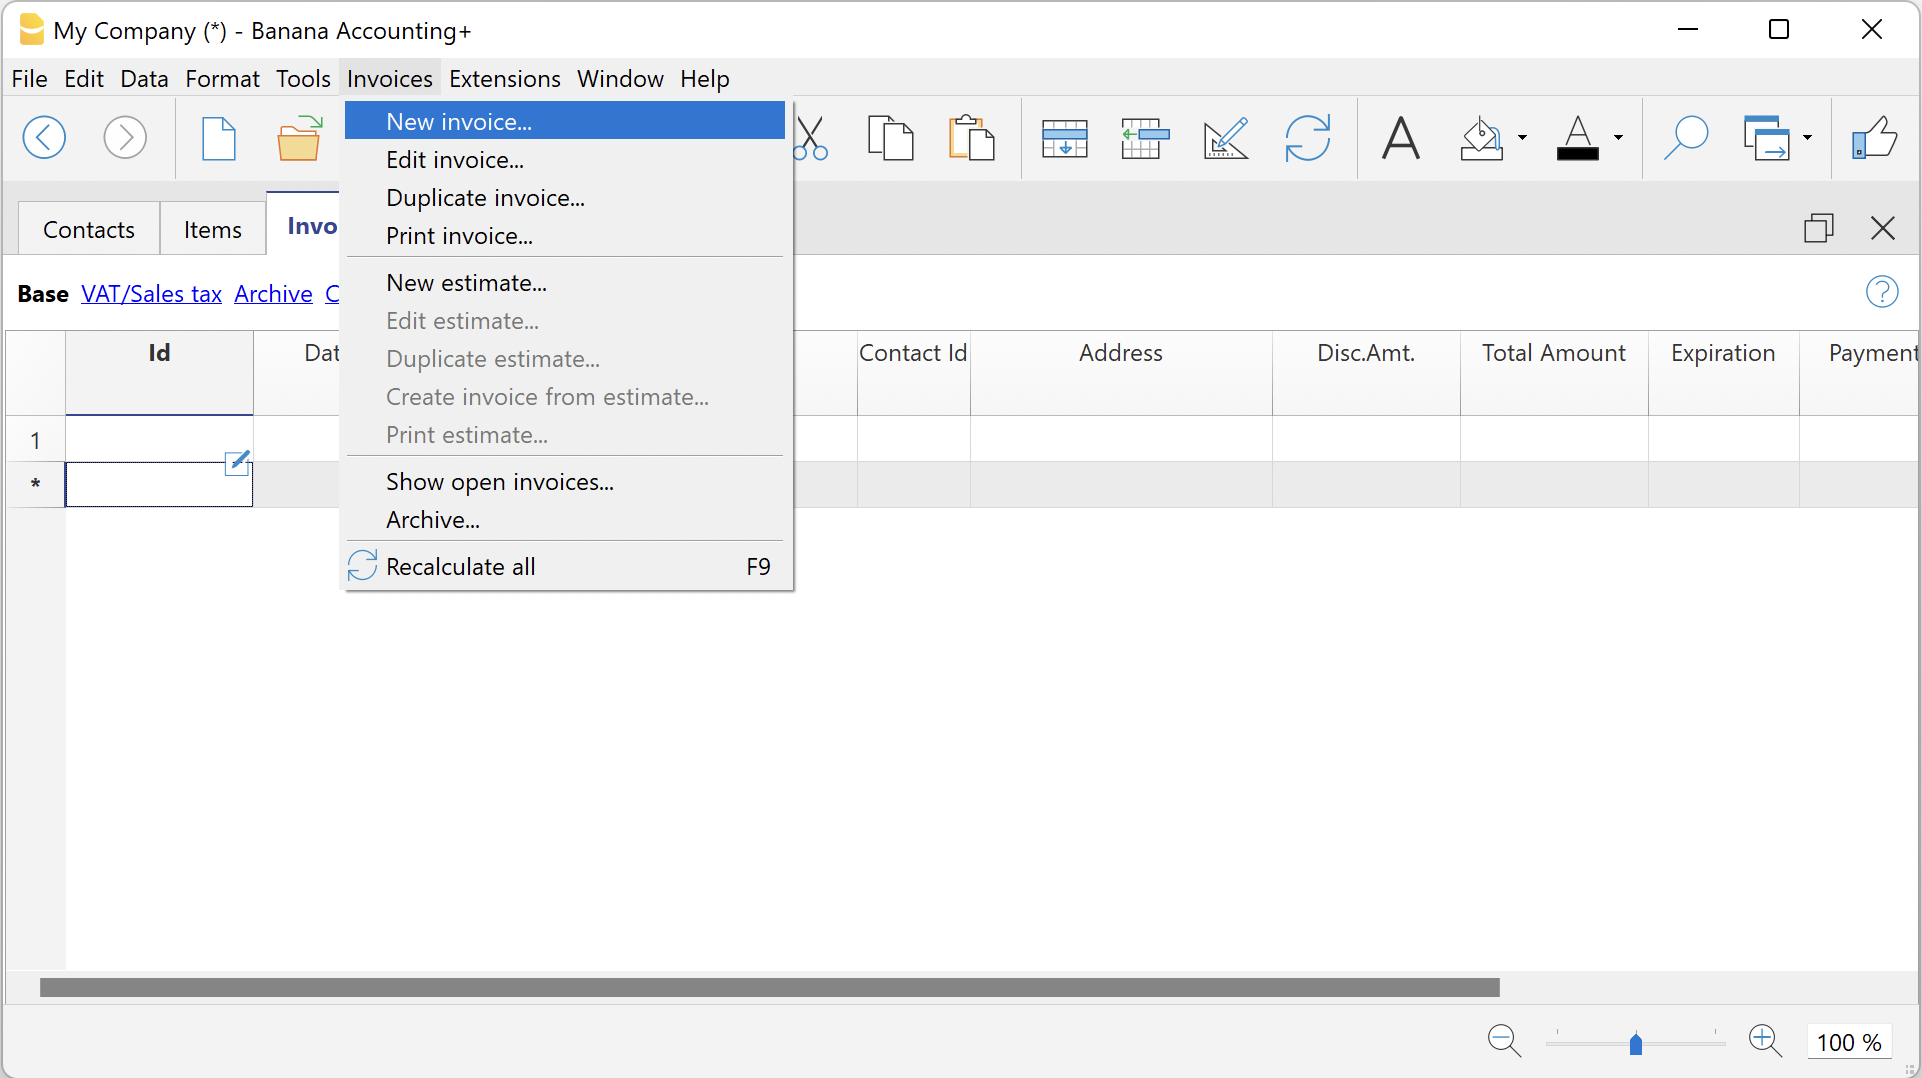 My Company (*) - Banana Accounting+
File Edit Data Format Tools Invoices Extensions Window Help
New invoice...
Edit invoice...
Duplicate invoice...
Print invoice...
New estimate...
Edit estimate...
Duplicate estimate...
Create invoice from estimate...
Print estimate...
Show open invoices...
Archive...
Recalculate all F9
Contacts Items Invo
Base VAT/Sales tax Archive
Id Dat Contact Id Address Disc.Amt. Total Amount Expiration Payment
1
*
100 %